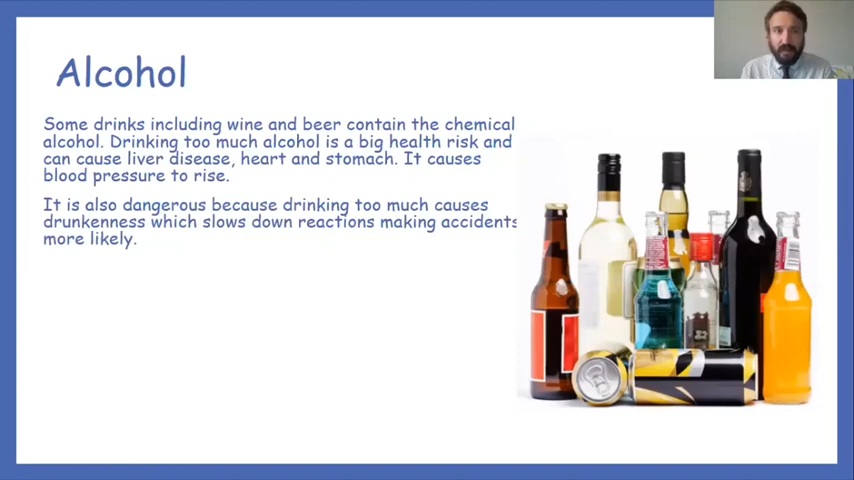 Alcohol
Some drinks including wine and beer contain the chemical
alcohol. Drinking too much alcohol is a big health risk and
can cause liver disease, heart and stomach. It causes
blood pressure to rise.
It is also dangerous because drinking too much causes
drunkenness which slows down reactions making accidents
more likely.